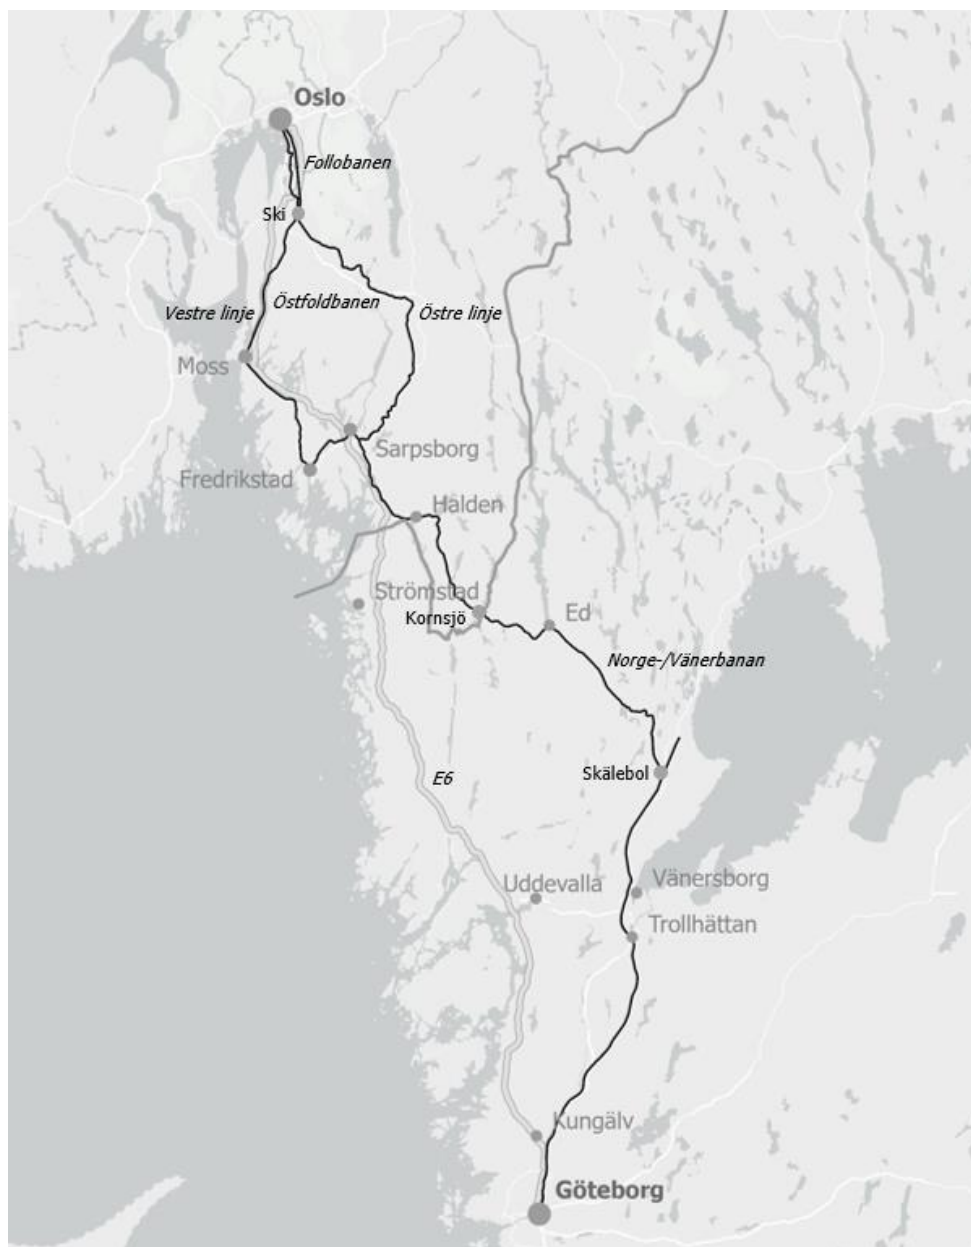 Oslo
Follobanen
Ski
Vestre linje
Östfoldbanen
Östre linje
Moss
Sarpsborg
Fredrikstad
Halden
Strömstad
Kornsjö
Ed
Norge-/Vänerbanan
Skälebol
E6
Uddevalla
Vänersborg
Trollhättan
Kungälv
Göteborg